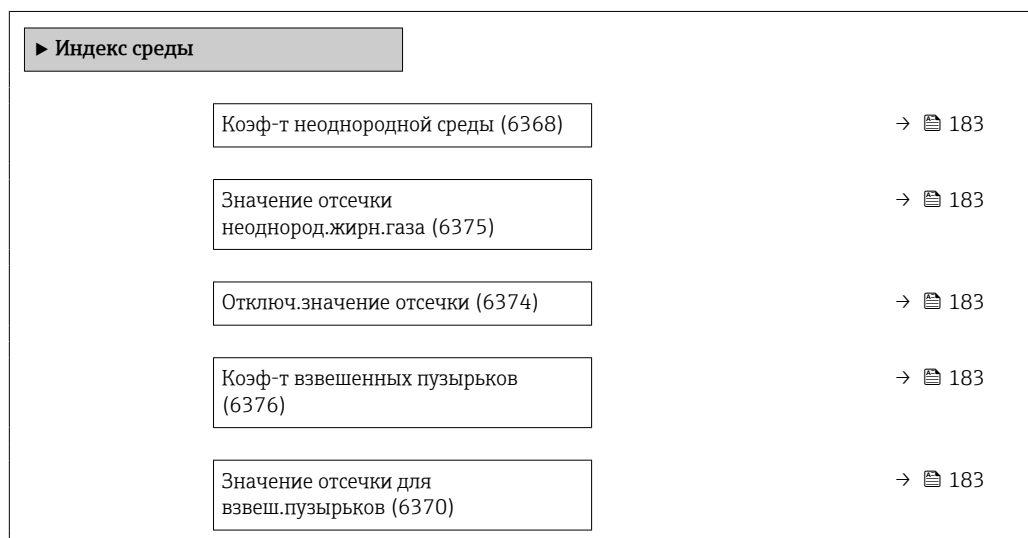 ▶ Индекс среды
Коэф-т неоднородной среды (6368) → 183
Значение отсечки → 183
неоднород.жирн.газа (6375)
Отключ.значение отсечки (6374) → 183
Коэф-т взвешенных пузырьков → 183
(6376)
Значение отсечки для → 183
взвеш.пузырьков (6370)